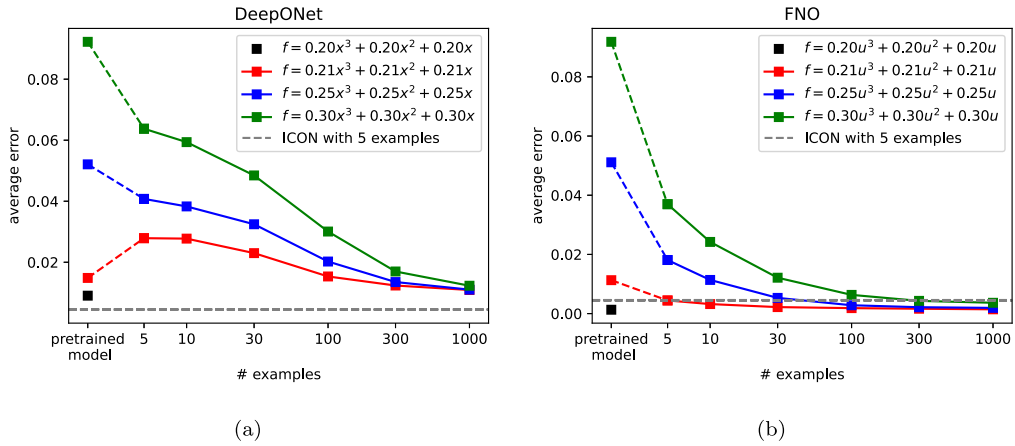 DeepONet
average error
0.08
0.06
0.04
0.02
f = 0.20x³ + 0.20x² + 0.20x
f = 0.21x³ + 0.21x² + 0.21x
f = 0.25x³ + 0.25x² + 0.25x
f = 0.30x³ + 0.30x² + 0.30x
ICON with 5 examples
pretrained model 5 10 30 100 300 1000
# examples
(a)
FNO
average error
0.08
0.06
0.04
0.02
0.00
f = 0.20u³ + 0.20u² + 0.20u
f = 0.21u³ + 0.21u² + 0.21u
f = 0.25u³ + 0.25u² + 0.25u
f = 0.30u³ + 0.30u² + 0.30u
ICON with 5 examples
pretrained model 5 10 30 100 300 1000
# examples
(b)